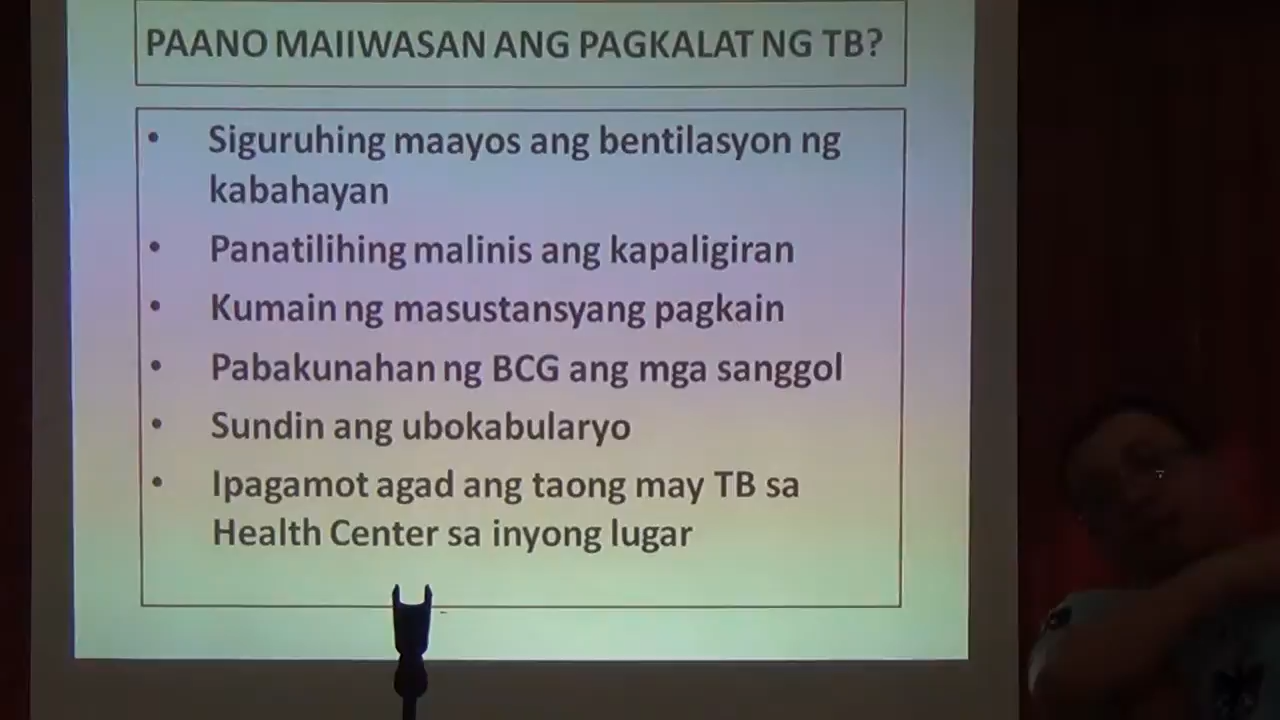 PAANO MAIIWASAN ANG PAGKALAT NG TB?
• Siguruhing maayos ang bentilasyon ng
kabahayan
• Panatilihing malinis ang kapaligiran
• Kumain ng masustansyang pagkain
• Pabakunahan ng BCG ang mga sanggol
• Sundin ang ubokabularyo
• Ipagamot agad ang taong may TB sa
Health Center sa inyong lugar